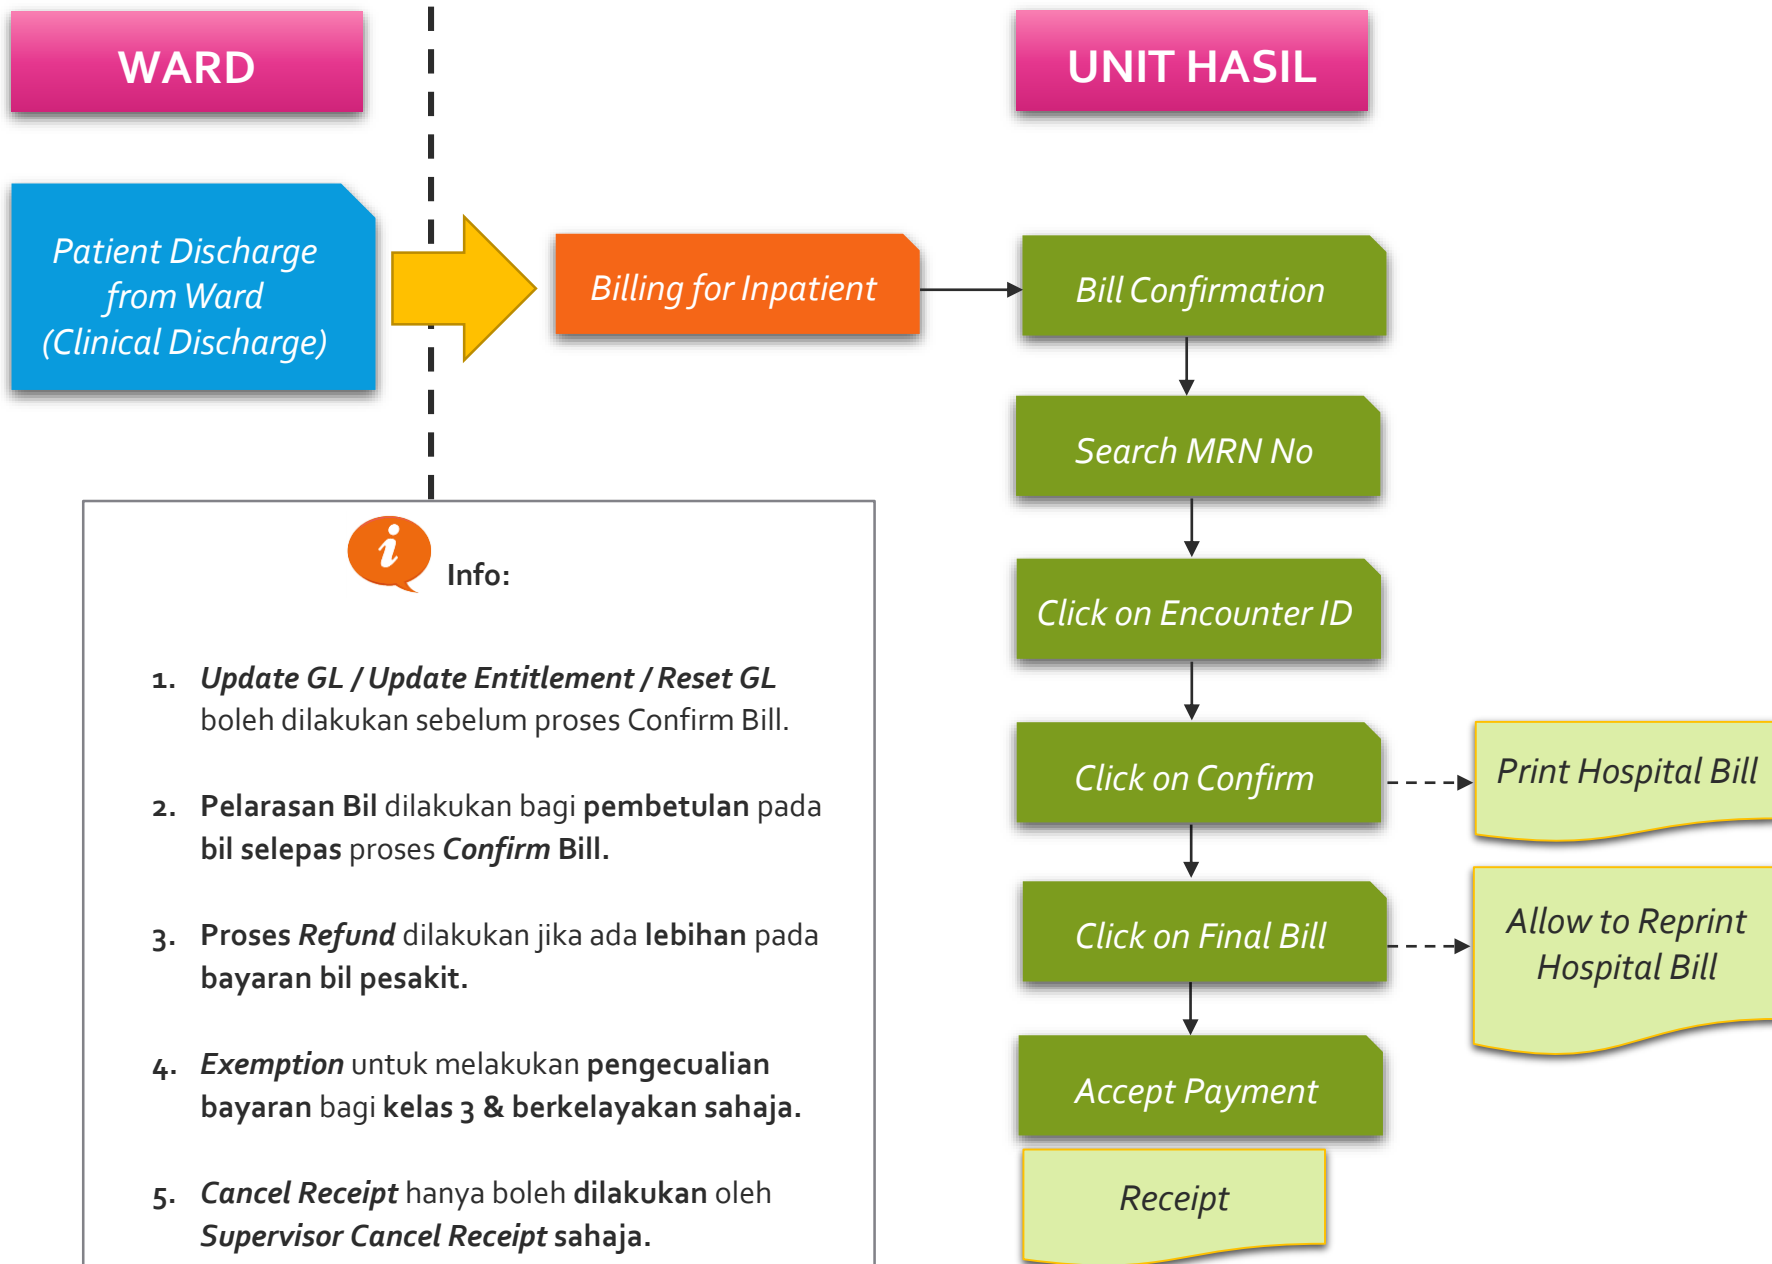 WARD
UNIT HASIL
Patient Discharge
from Ward
(Clinical Discharge)
Billing for Inpatient
Bill Confirmation
Search MRN No
Click on Encounter ID
Click on Confirm
Print Hospital Bill
Click on Final Bill
Allow to Reprint
Hospital Bill
Accept Payment
Receipt
i
Info:
1. Update GL / Update Entitlement / Reset GL
boleh dilakukan sebelum proses Confirm Bill.
2. Pelarasan Bil dilakukan bagi pembetulan pada
bil selepas proses Confirm Bill.
3. Proses Refund dilakukan jika ada lebihan pada
bayaran bil pesakit.
4. Exemption untuk melakukan pengecualian
bayaran bagi kelas 3 & berkelayakan sahaja.
5. Cancel Receipt hanya boleh dilakukan oleh
Supervisor Cancel Receipt sahaja.